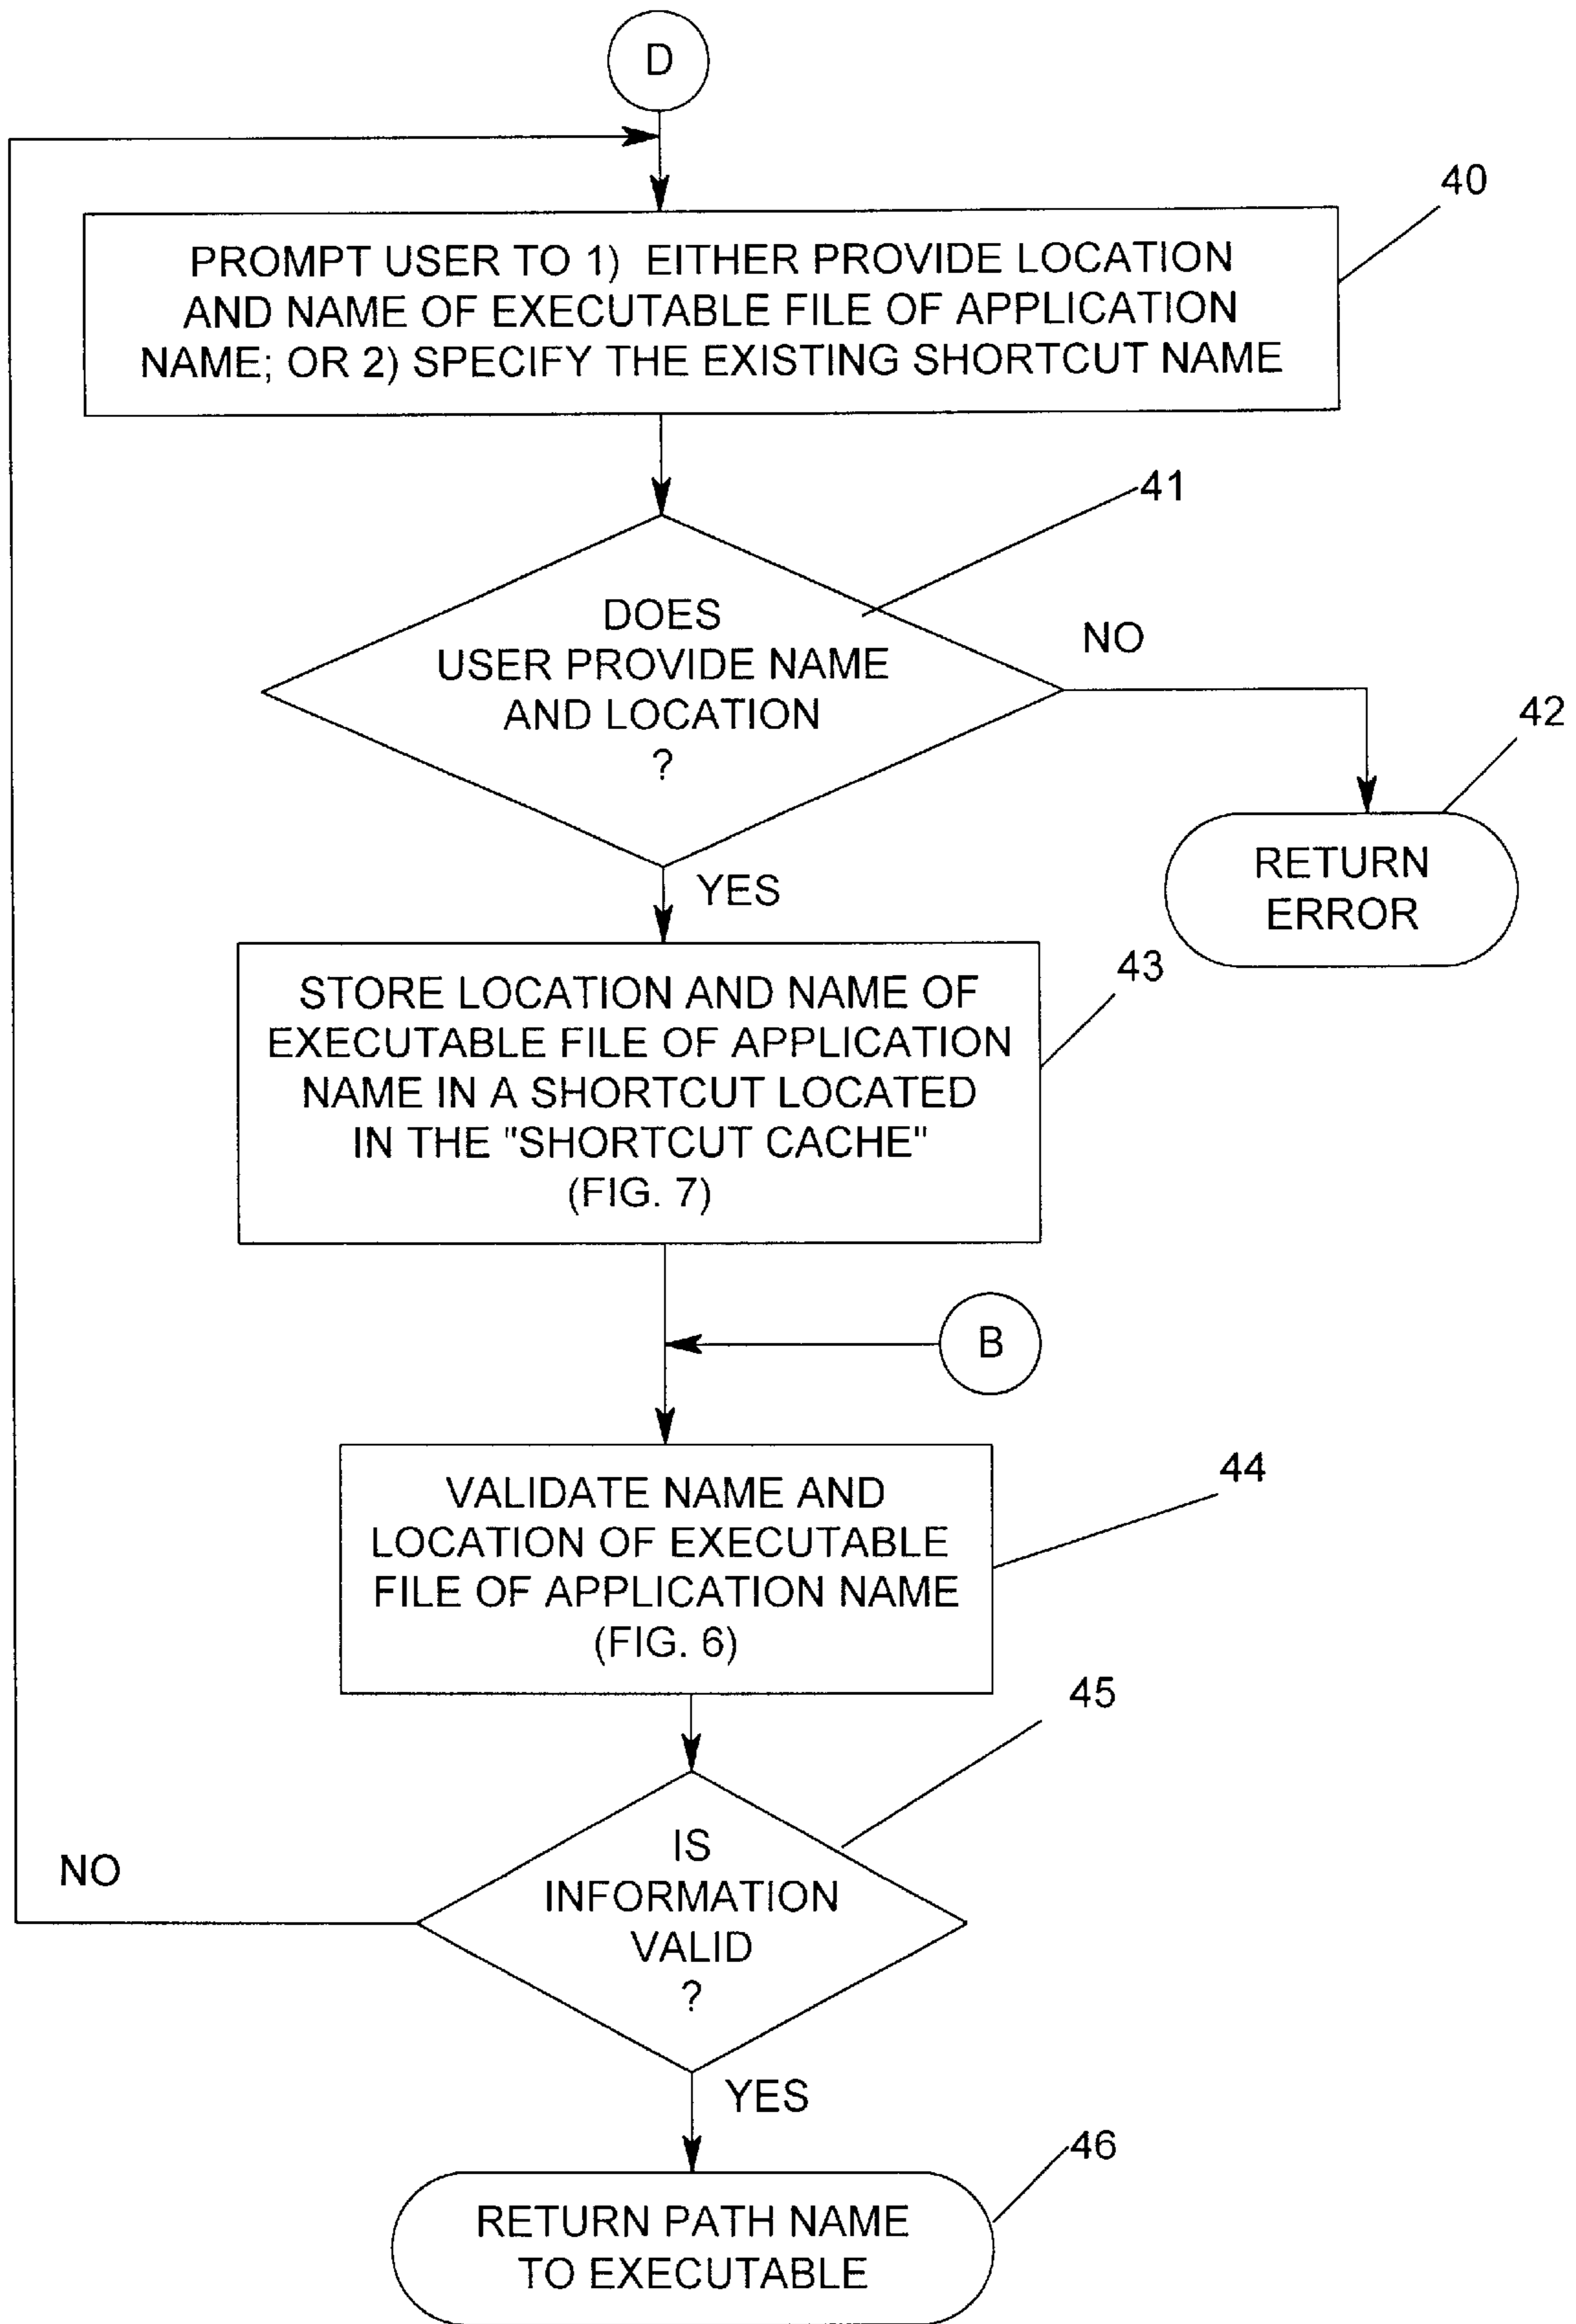 D
40
PROMPT USER TO 1) EITHER PROVIDE LOCATION
AND NAME OF EXECUTABLE FILE OF APPLICATION
NAME; OR 2) SPECIFY THE EXISTING SHORTCUT NAME
41
DOES
USER PROVIDE NAME
AND LOCATION
?
NO
42
RETURN
ERROR
YES
43
STORE LOCATION AND NAME OF
EXECUTABLE FILE OF APPLICATION
NAME IN A SHORTCUT LOCATED
IN THE "SHORTCUT CACHE"
(FIG. 7)
B
44
VALIDATE NAME AND
LOCATION OF EXECUTABLE
FILE OF APPLICATION NAME
(FIG. 6)
45
IS
INFORMATION
VALID
?
NO
YES
46
RETURN PATH NAME
TO EXECUTABLE